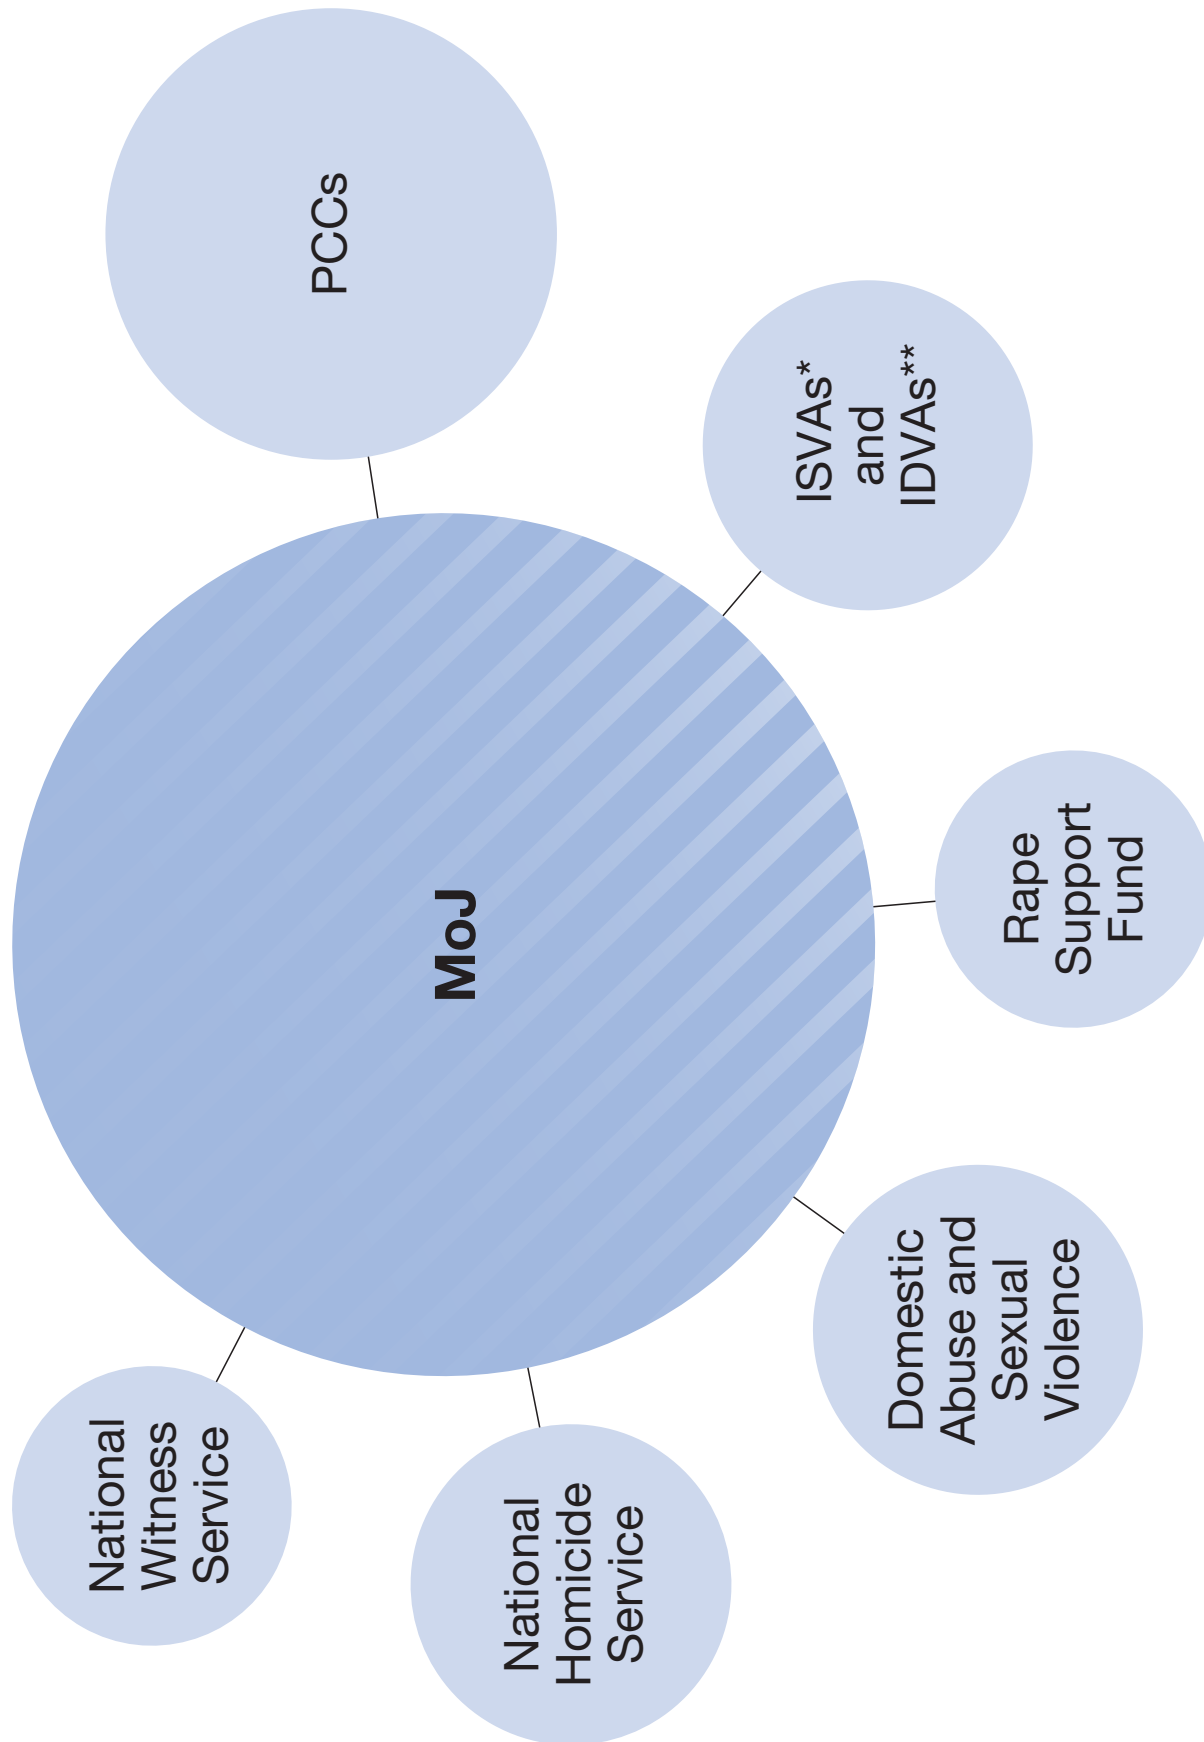 National
Witness
Service
National
Homicide
Service
MoJ
Domestic
Abuse and
Sexual
Violence
Rape
Support
Fund
ISVAs*
and
IDVAs**
PCCs